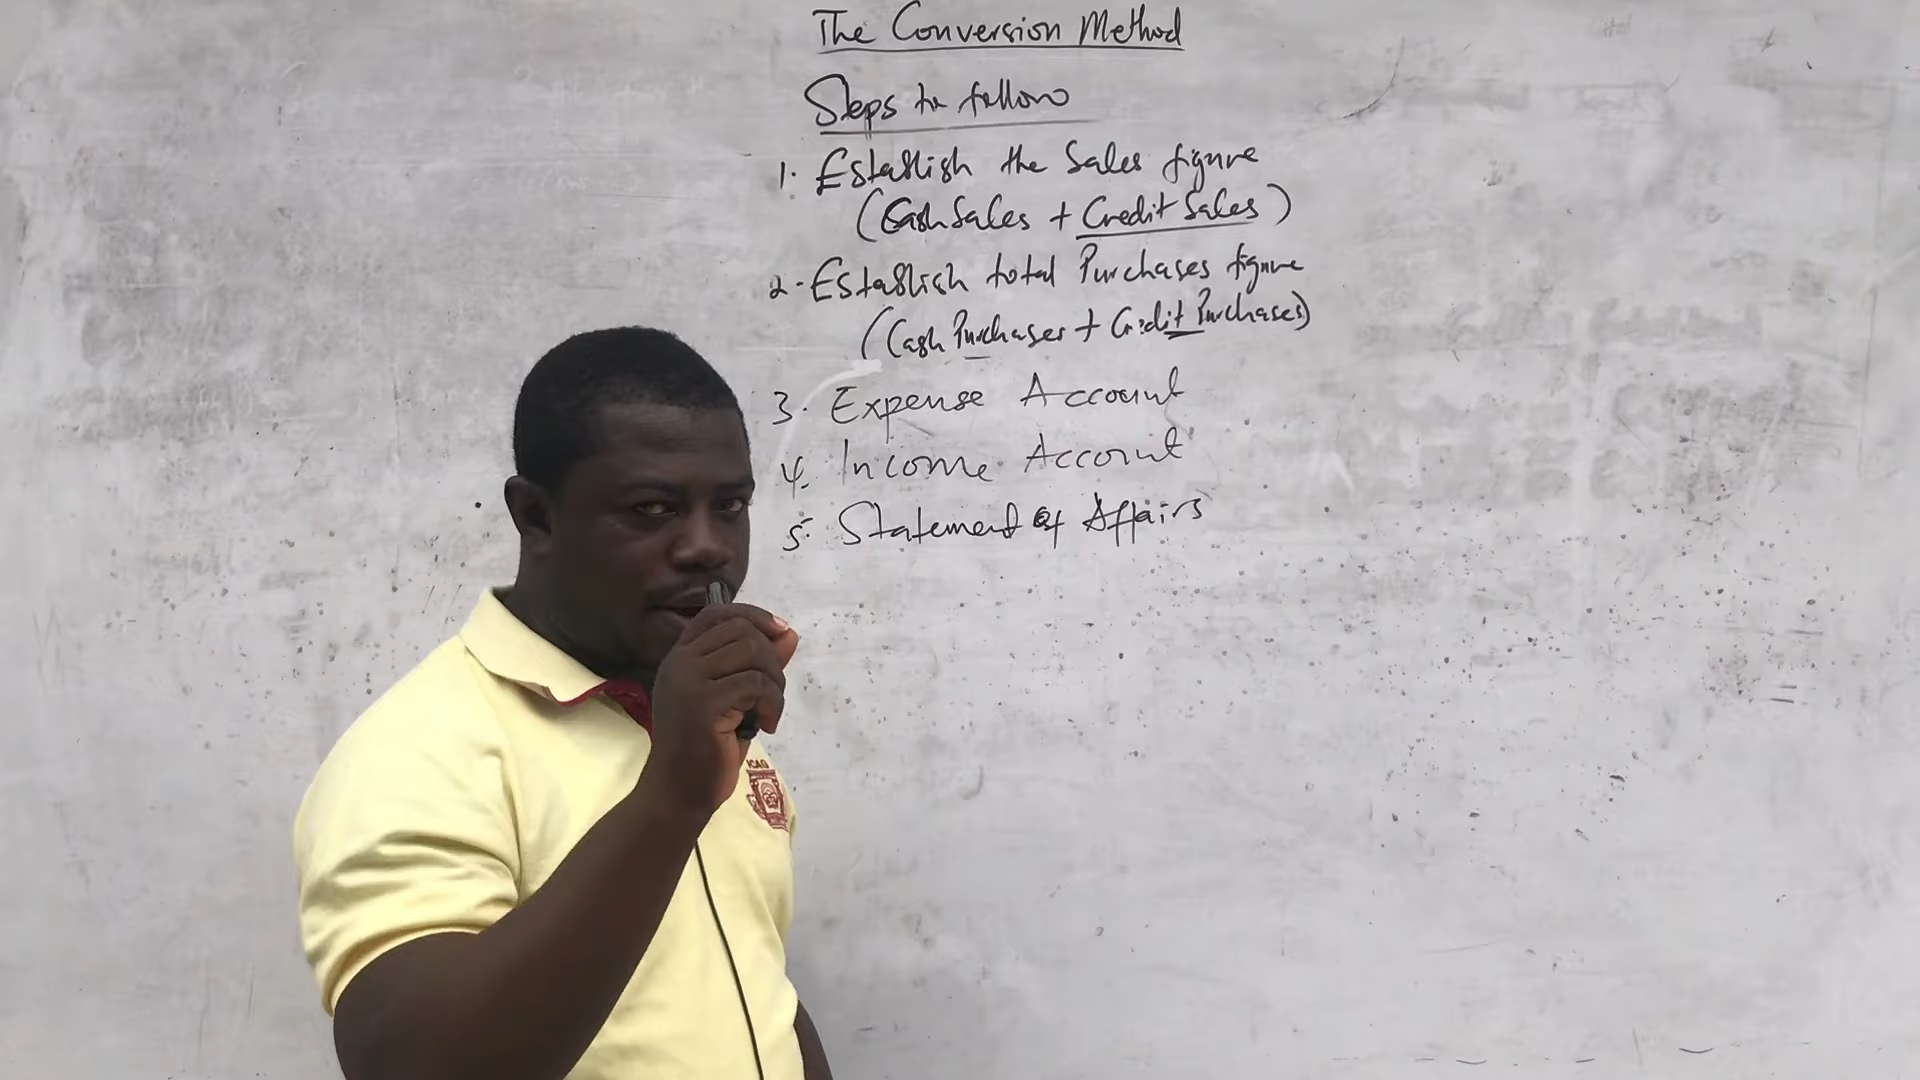 The Conversion Method
Steps to follow
1. Establish the Sales figure
(Cash Sales + Credit Sales)
2. Establish total Purchases figure
(Cash Purchases + Credit Purchases)
3. Expense Account
4. Income Account
5. Statement of Affairs
ICAG